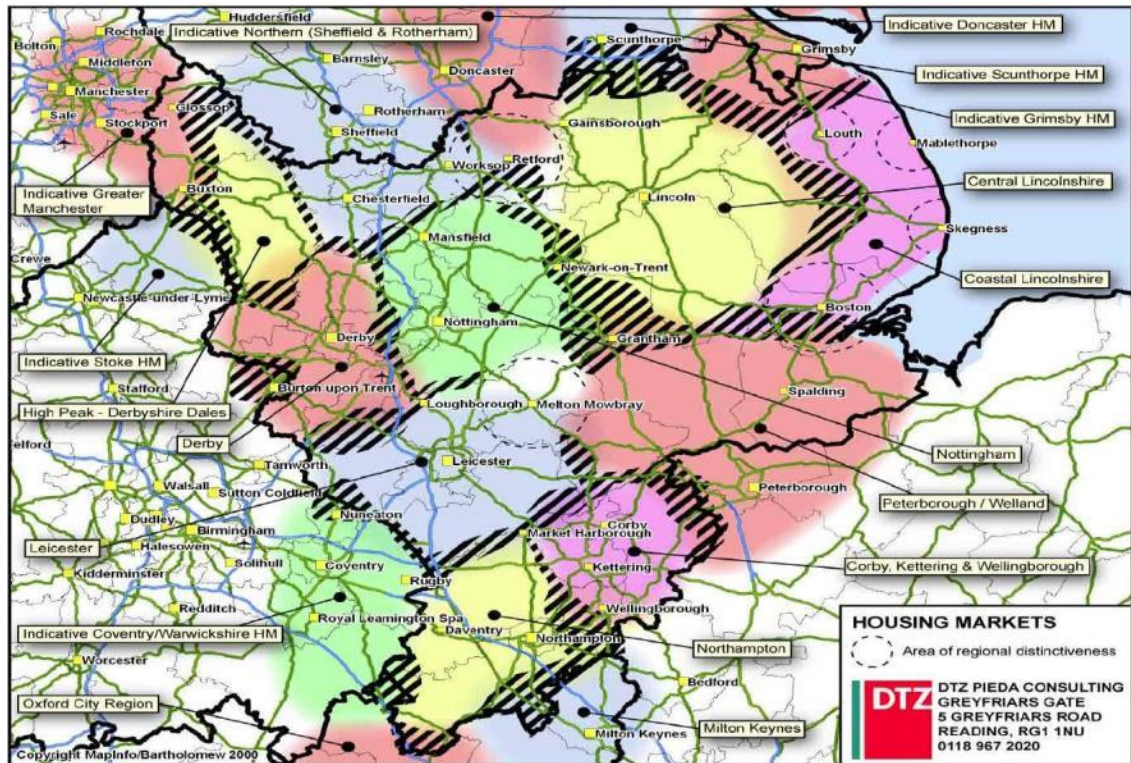 Huddersfield
Indicative Northern (Sheffield & Rotherham)
Indicative Doncaster HM
Rochdale
Bolton
Middleton
Manchester
Sale
Stockport
Glossop
Barnsley
Doncaster
Rotherham
Sheffield
Scunthorpe
Grimsby
Indicative Scunthorpe HM
Indicative Grimsby HM
Gainsborough
Louth
Mablethorpe
Worksop
Retford
Indicative Greater
Manchester
Buxton
Chesterfield
Lincoln
Central Lincolnshire
Skegness
Mansfield
Crewe
Newcastle-under-Lyme
Newark-on-Trent
Coastal Lincolnshire
Boston
Nottingham
Derby
Grantham
Indicative Stoke HM
Stafford
Burton upon Trent
Spalding
High Peak - Derbyshire Dales
Loughborough
Melton Mowbray
Derby
Nottingham
Telford
Tamworth
Leicester
Peterborough
Peterborough / Welland
Walsall
Sutton Coldfield
Dudley
Birmingham
Nuneaton
Market Harborough
Corby
Leicester
Halesowen
Solihull
Coventry
Kettering
Corby, Kettering & Wellingborough
Kidderminster
Rugby
Redditch
Royal Leamington Spa
Wellingborough
Indicative Coventry/Warwickshire HM
Daventry
Northampton
Northampton
Worcester
Bedford
Oxford City Region
Milton Keynes
Milton Keynes
HOUSING MARKETS
Area of regional distinctiveness
DTZ
DTZ PIEDA CONSULTING
GREYFRIARS GATE
5 GREYFRIARS ROAD
READING, RG1 1NU
0118 967 2020
Copyright MapInfo/Bartholomew 2000